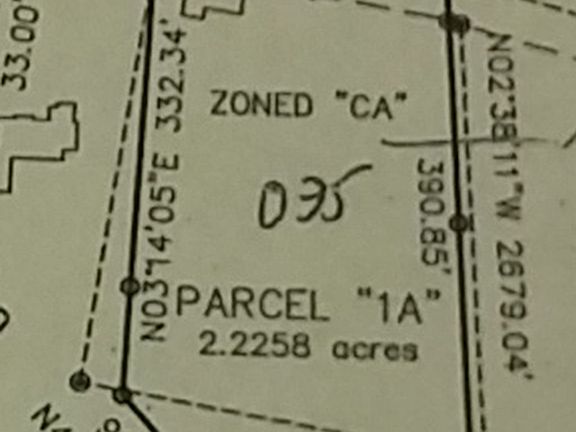 33.00'
N03°14'05"E 332.34'
ZONED "CA"
035
390.85'
N02°38'11"W 2679.04'
PARCEL "1A"
2.2258 acres